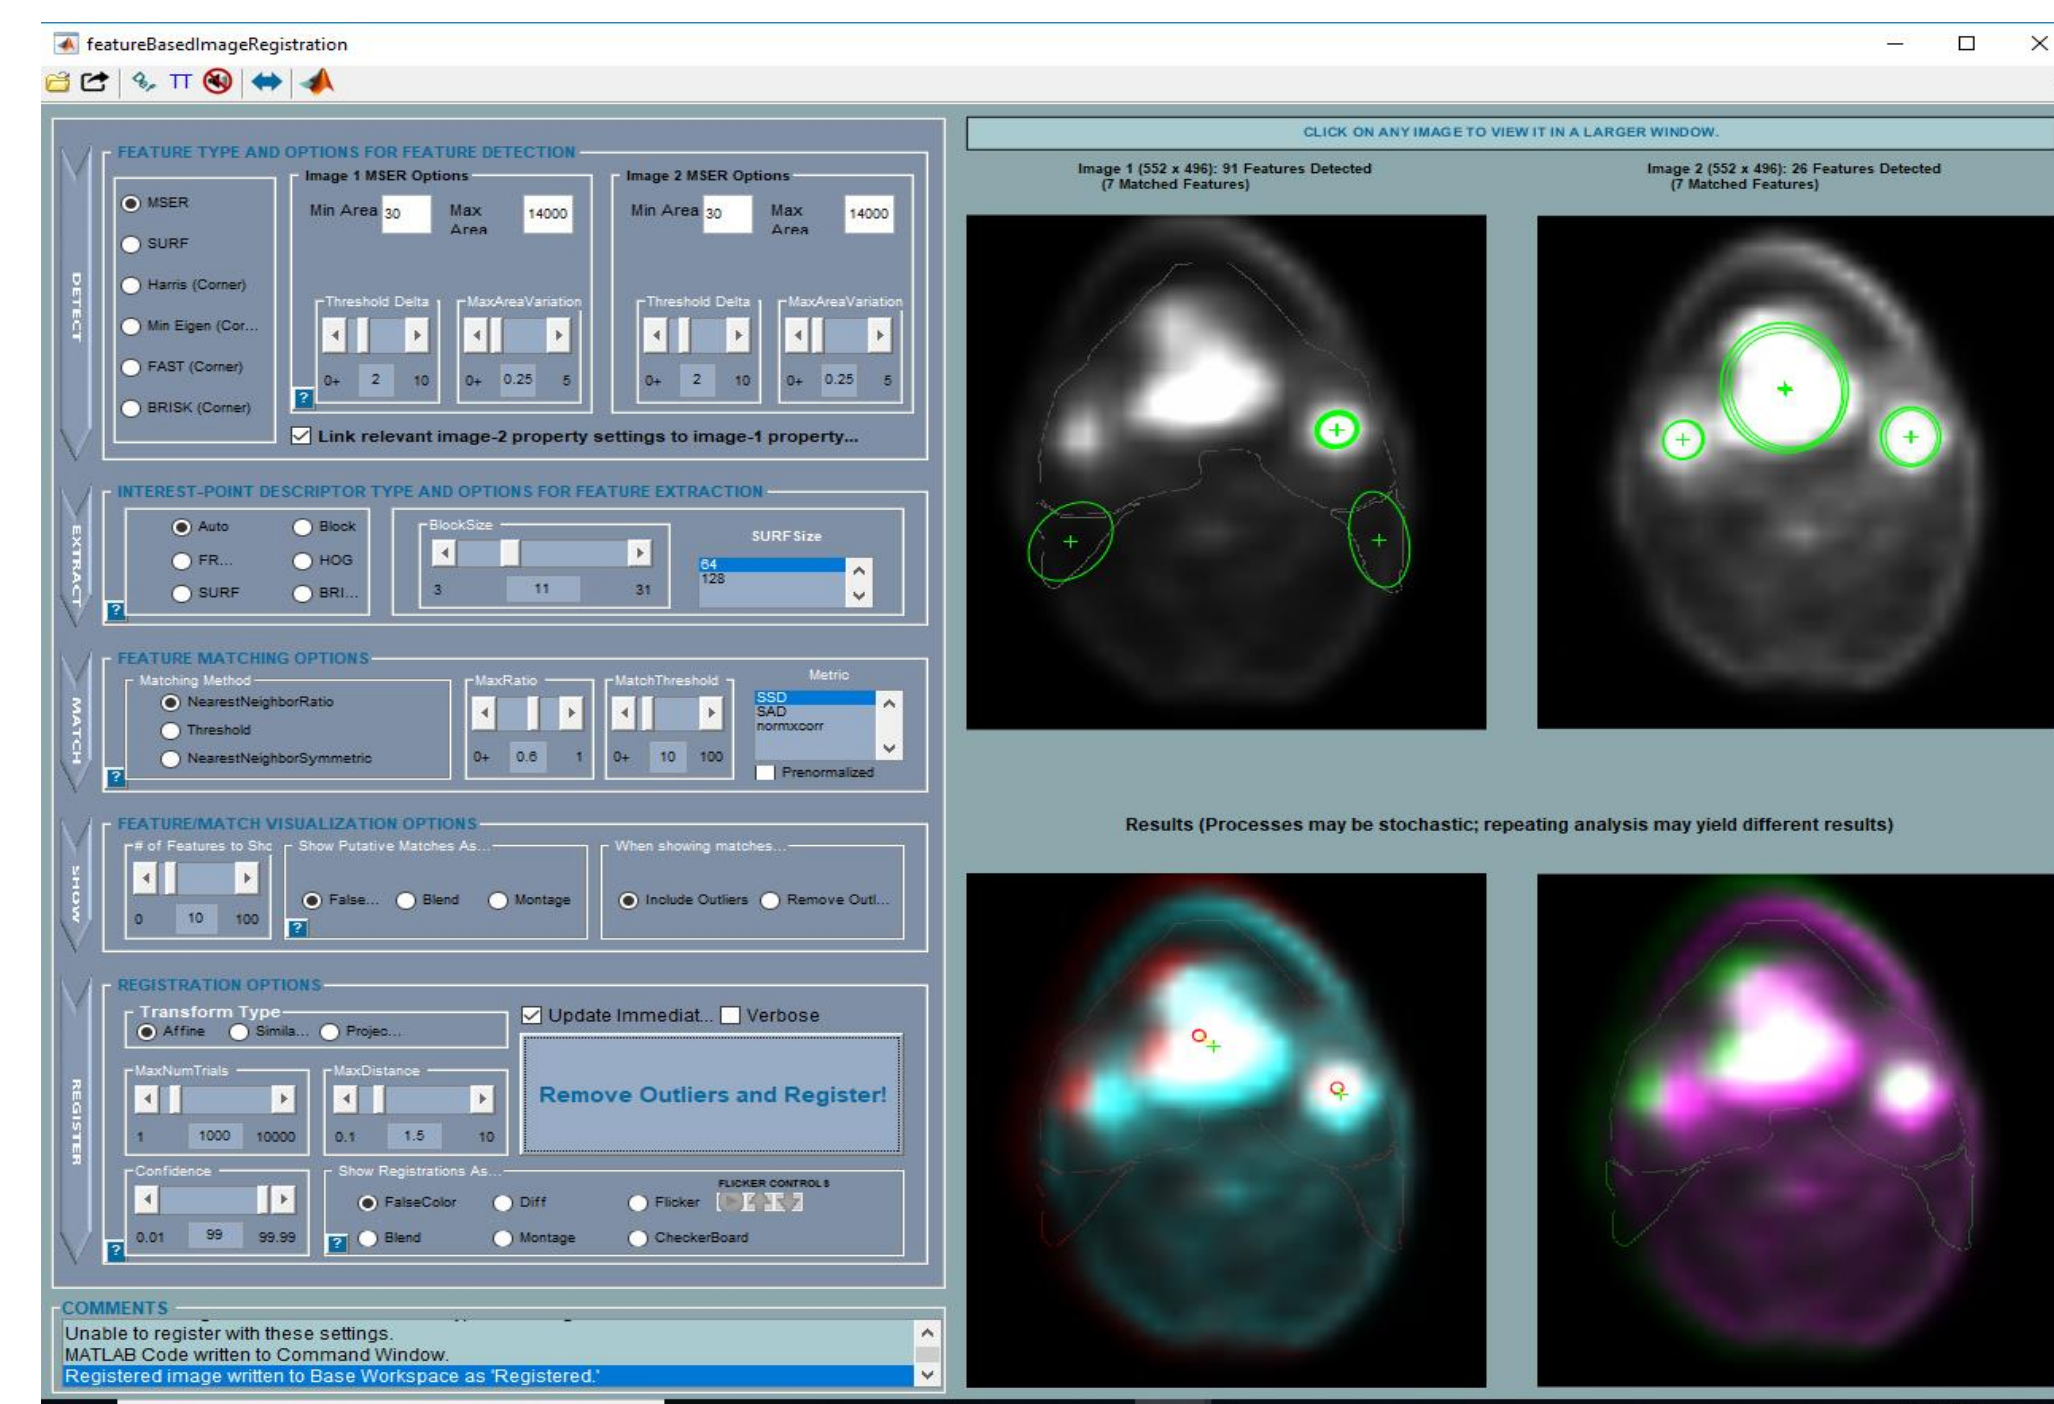 featureBasedImageRegistration
TT
FEATURE TYPE AND OPTIONS FOR FEATURE DETECTION
DETECT
MSER
SURF
Harris (Corner)
Min Eigen (Cor...
FAST (Corner)
BRISK (Corner)
Image 1 MSER Options
Min Area 30 Max Area 14000
Threshold Delta
0+ 2 10
MaxAreaVariation
0+ 0.25 5
?
Image 2 MSER Options
Min Area 30 Max Area 14000
Threshold Delta
0+ 2 10
MaxAreaVariation
0+ 0.25 5
Link relevant image-2 property settings to image-1 property...
INTEREST-POINT DESCRIPTOR TYPE AND OPTIONS FOR FEATURE EXTRACTION
EXTRACT
Auto Block
FR... HOG
SURF BRI...
?
BlockSize
3 11 31
SURFSize
64
128
FEATURE MATCHING OPTIONS
MATCH
Matching Method
NearestNeighborRatio
Threshold
NearestNeighborSymmetric
?
MaxRatio
0+ 0.6 1
MatchThreshold
0+ 10 100
Metric
SSD
SAD
normxcorr
Prenormalized
FEATURE/MATCH VISUALIZATION OPTIONS
SHOW
# of Features to Sho
0 10 100
Show Putative Matches As...
False... Blend Montage
?
When showing matches...
Include Outliers Remove Outl...
REGISTRATION OPTIONS
REGISTER
Transform Type
Affine Simila... Projec...
Update Immediat... Verbose
MaxNumTrials
1 1000 10000
MaxDistance
0.1 1.5 10
Remove Outliers and Register!
Confidence
0.01 99 99.99
?
Show Registrations As...
FalseColor Diff Flicker
FLICKER CONTROLS
? Blend Montage CheckerBoard
COMMENTS
Unable to register with these settings.
MATLAB Code written to Command Window.
Registered image written to Base Workspace as 'Registered.'
CLICK ON ANY IMAGE TO VIEW IT IN A LARGER WINDOW.
Image 1 (552 x 496): 91 Features Detected
(7 Matched Features)
Image 2 (552 x 496): 26 Features Detected
(7 Matched Features)
Results (Processes may be stochastic; repeating analysis may yield different results)